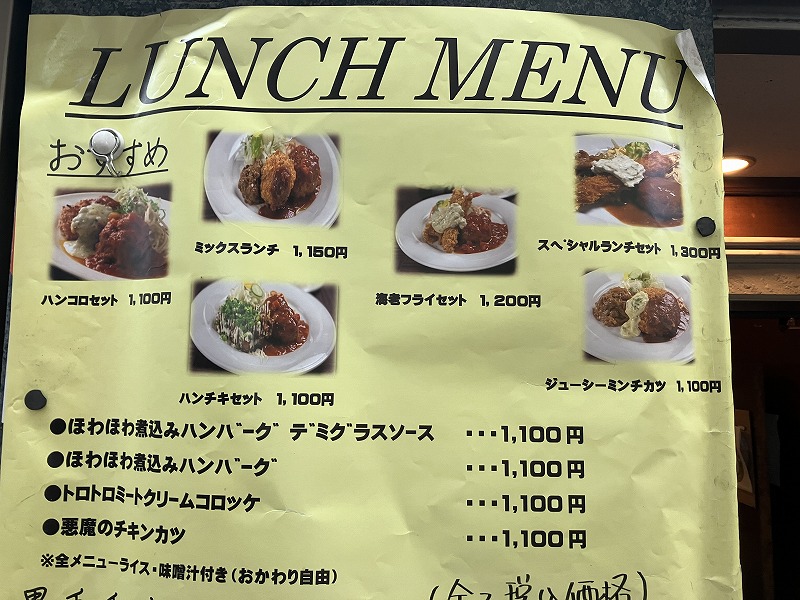 LUNCH MENU
おすすめ
ミックスランチ 1,150円
スペシャルランチセット 1,300円
ハンコロセット 1,100円
海老フライセット 1,200円
ハンチキセット 1,100円
ジューシーミンチカツ 1,100円
●ほわほわ煮込みハンバーグ デミグラスソース ・・・1,100円
●ほわほわ煮込みハンバーグ ・・・1,100円
●トロトロミートクリームコロッケ ・・・1,100円
●悪魔のチキンカツ ・・・1,100円
※全メニューライス・味噌汁付き(おかわり自由)
(全て税込価格)